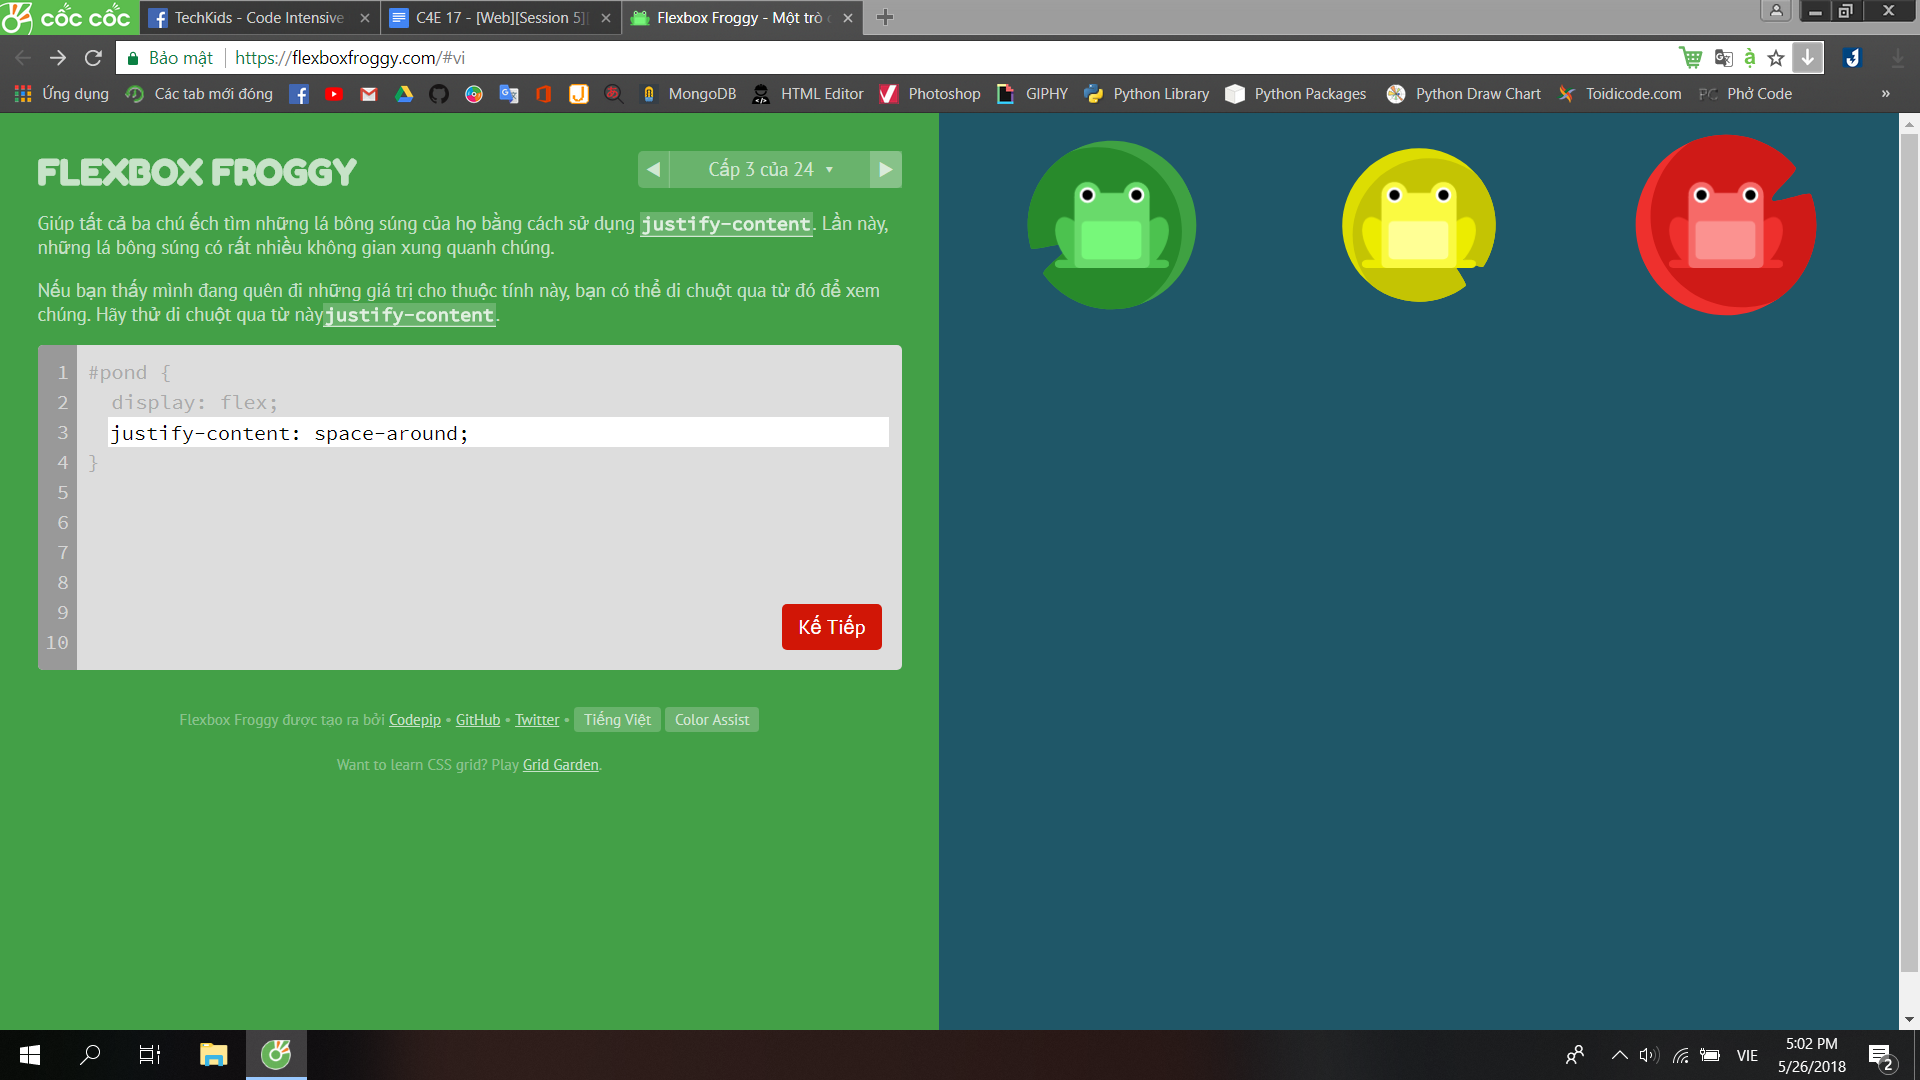 cốc cốc
TechKids - Code Intensive
C4E 17 - [Web][Session 5]
Flexbox Froggy - Một trò
Bảo mật
https://flexboxfroggy.com/#vi
Ứng dụng
Các tab mới đóng
MongoDB
HTML Editor
Photoshop
GIPHY
Python Library
Python Packages
Python Draw Chart
Toidicode.com
PC
Phở Code
»
FLEXBOX FROGGY
Cấp 3 của 24
Giúp tất cả ba chú ếch tìm những lá bông súng của họ bằng cách sử dụng justify-content. Lần này,
những lá bông súng có rất nhiều không gian xung quanh chúng.
Nếu bạn thấy mình đang quên đi những giá trị cho thuộc tính này, bạn có thể di chuột qua từ đó để xem
chúng. Hãy thử di chuột qua từ nàyjustify-content.
1 #pond {
2 display: flex;
3 justify-content: space-around;
4 }
5
6
7
8
9
10
Kế Tiếp
Flexbox Froggy được tạo ra bởi Codepip • GitHub • Twitter • Tiếng Việt Color Assist
Want to learn CSS grid? Play Grid Garden.
VIE
5:02 PM
5/26/2018
2